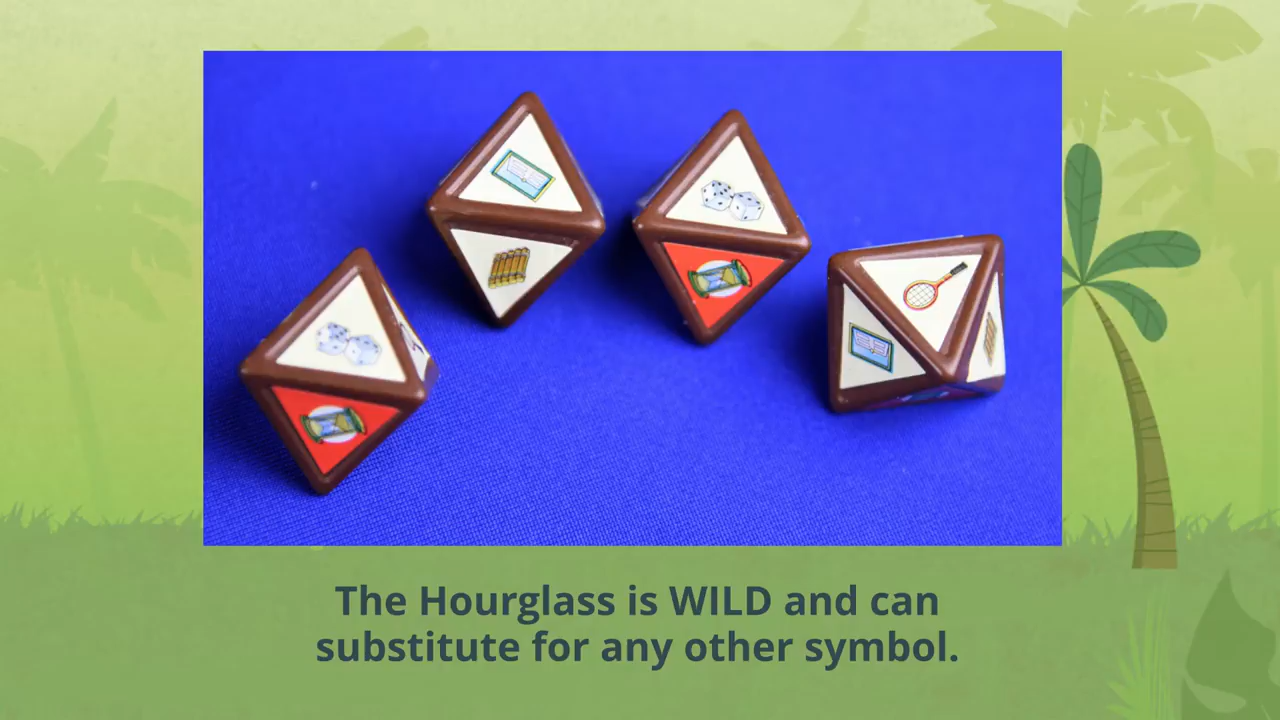 The Hourglass is WILD and can
substitute for any other symbol.